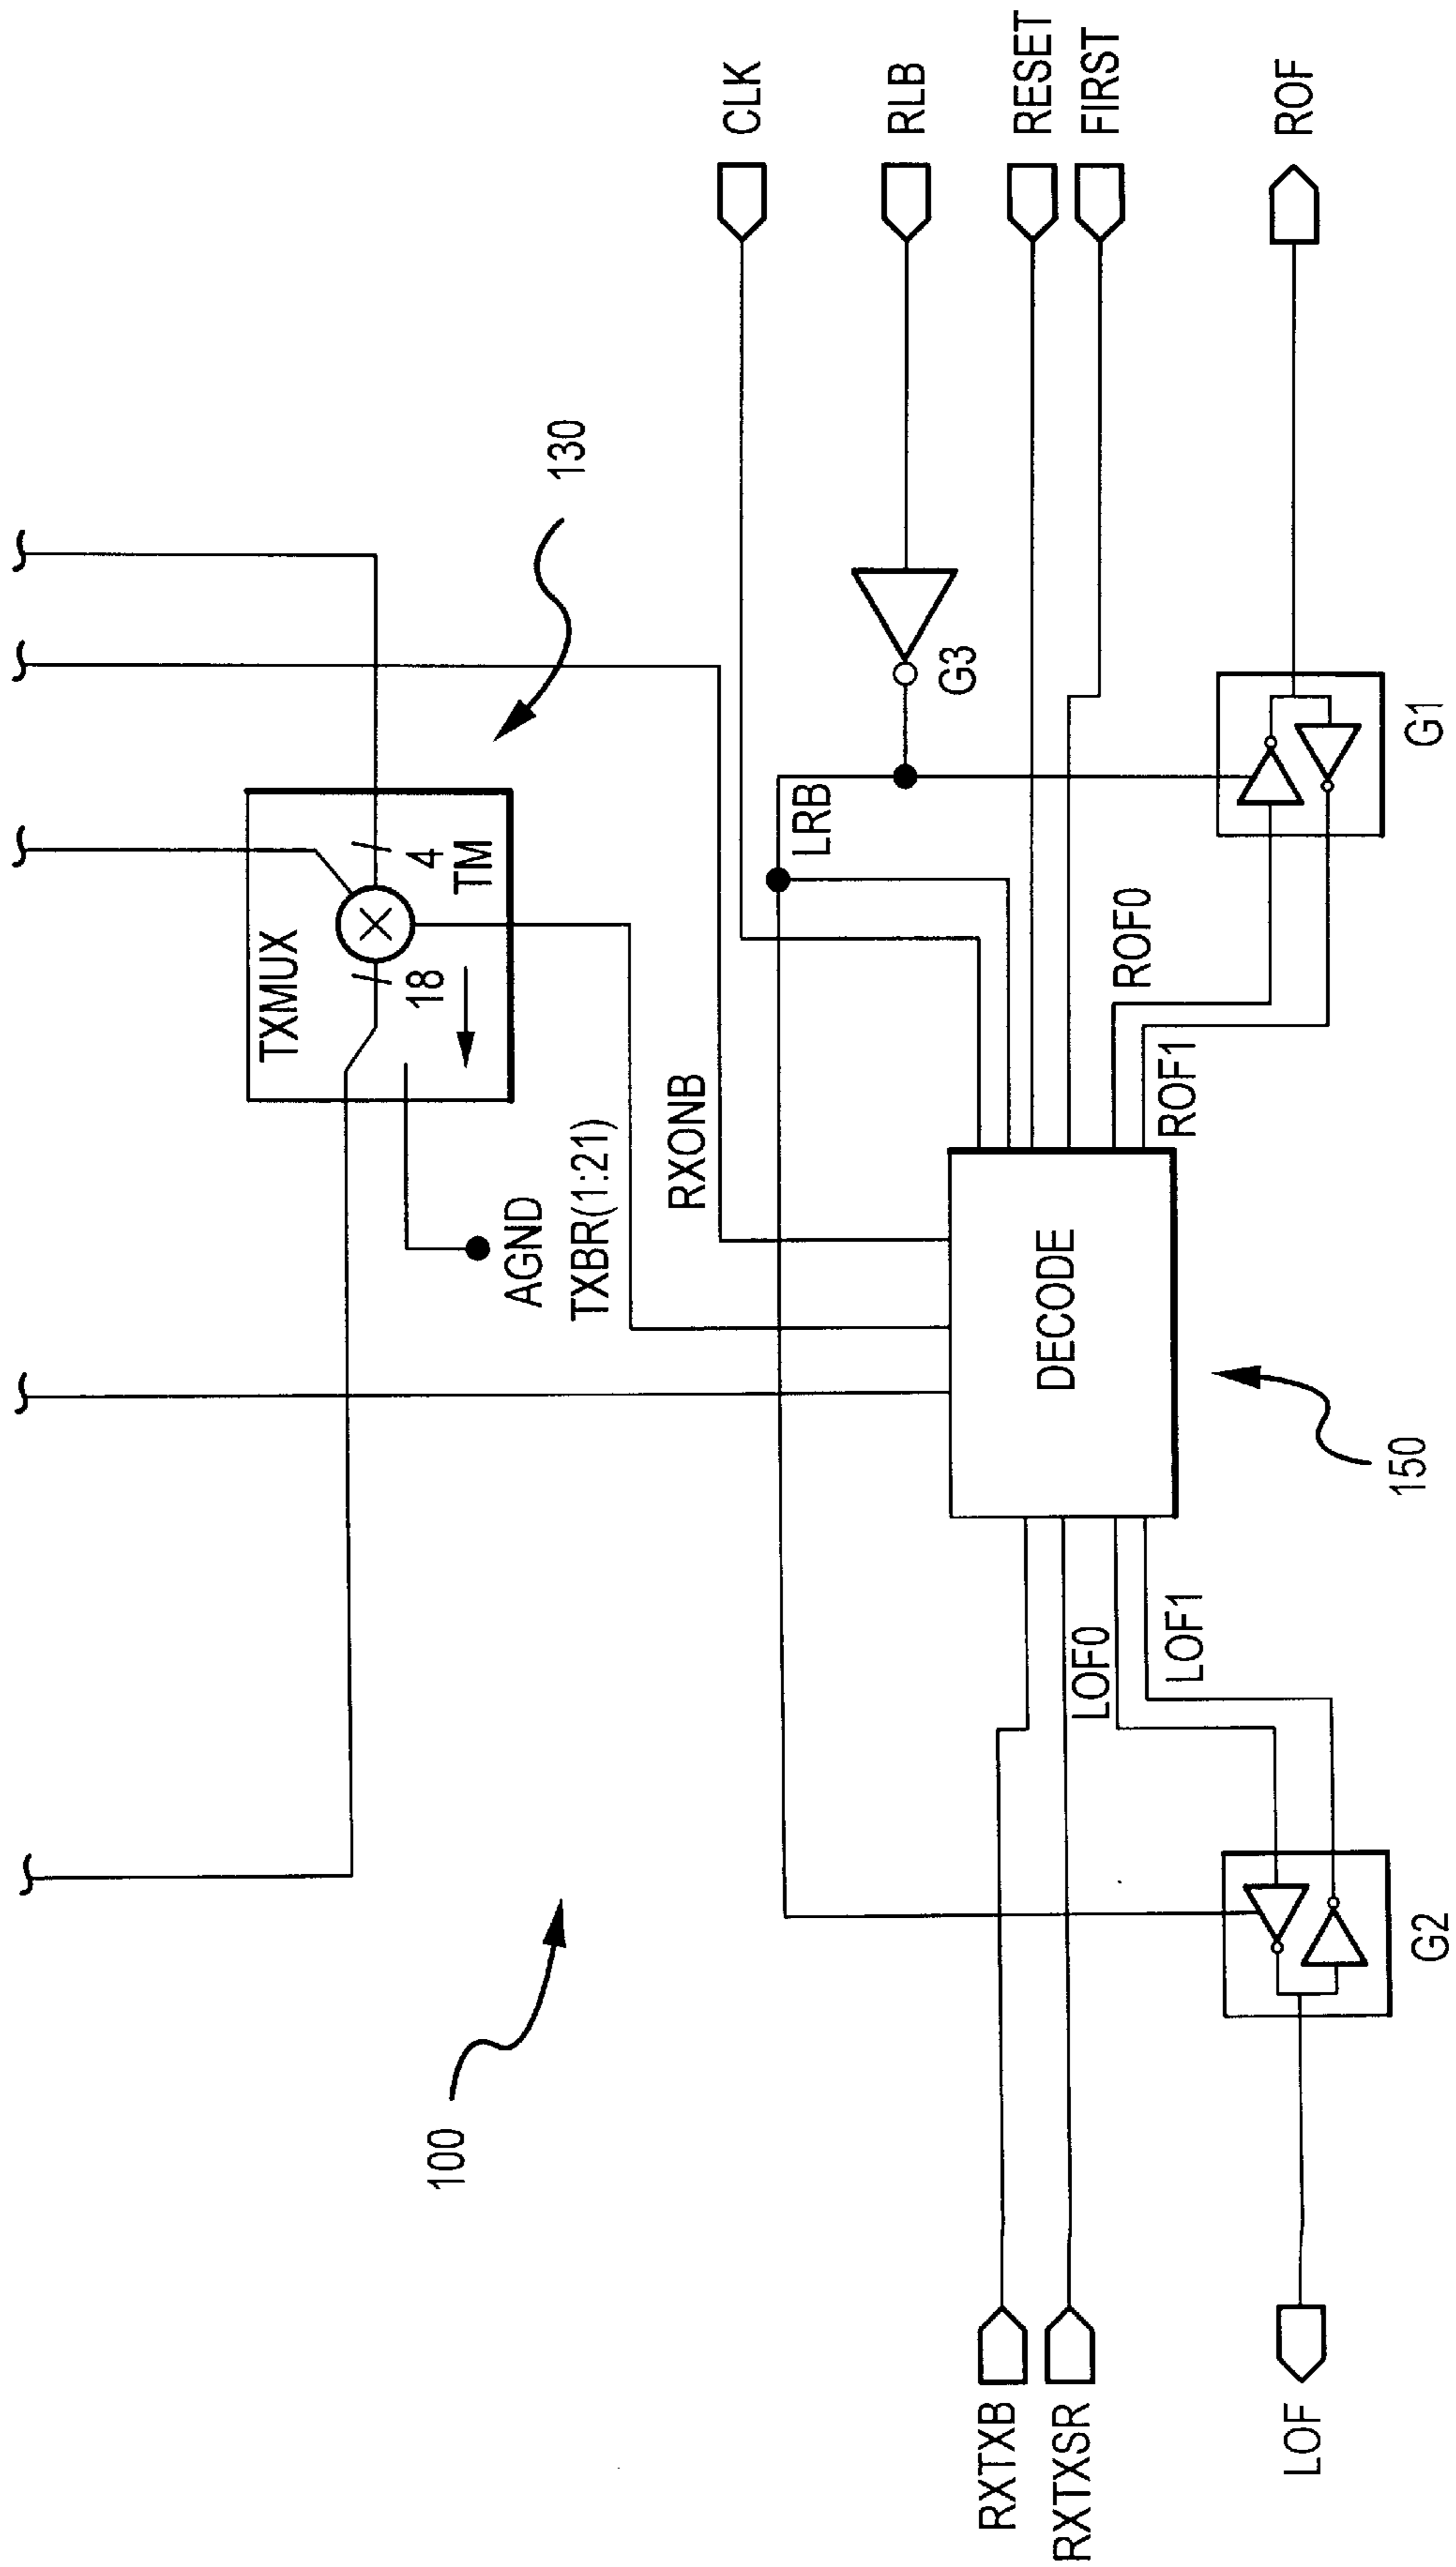 100
130
TXMUX
18
4
TM
AGND
TXBR(1:21)
RXONB
LRB
CLK
RLB
G3
RESET
FIRST
RXTXB
RXTXSR
DECODE
LOF0
LOF1
ROF0
ROF1
150
LOF
G2
G1
ROF